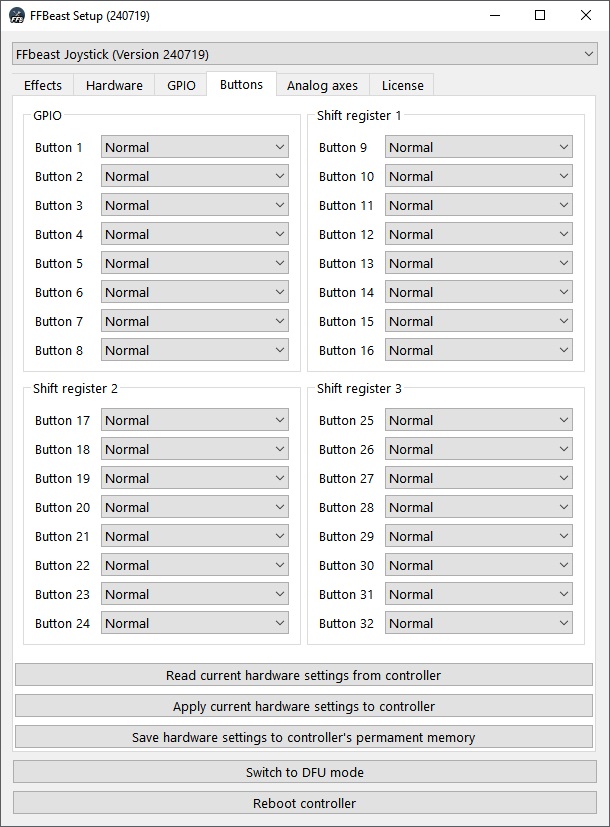 FFBeast Setup (240719)
FFbeast Joystick (Version 240719)
Effects Hardware GPIO Buttons Analog axes License
GPIO
Button 1 Normal
Button 2 Normal
Button 3 Normal
Button 4 Normal
Button 5 Normal
Button 6 Normal
Button 7 Normal
Button 8 Normal
Shift register 1
Button 9 Normal
Button 10 Normal
Button 11 Normal
Button 12 Normal
Button 13 Normal
Button 14 Normal
Button 15 Normal
Button 16 Normal
Shift register 2
Button 17 Normal
Button 18 Normal
Button 19 Normal
Button 20 Normal
Button 21 Normal
Button 22 Normal
Button 23 Normal
Button 24 Normal
Shift register 3
Button 25 Normal
Button 26 Normal
Button 27 Normal
Button 28 Normal
Button 29 Normal
Button 30 Normal
Button 31 Normal
Button 32 Normal
Read current hardware settings from controller
Apply current hardware settings to controller
Save hardware settings to controller's permament memory
Switch to DFU mode
Reboot controller